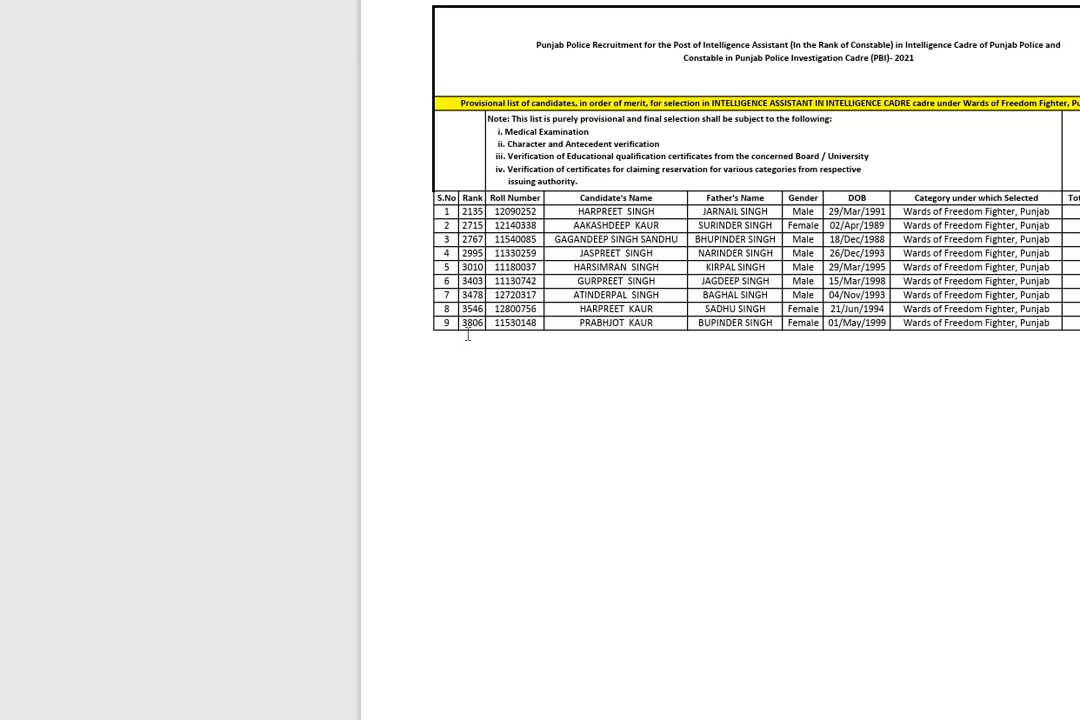 Punjab Police Recruitment for the Post of Intelligence Assistant (In the Rank of Constable) in Intelligence Cadre of Punjab Police and
Constable in Punjab Police Investigation Cadre (PBI)- 2021
Provisional list of candidates, in order of merit, for selection in INTELLIGENCE ASSISTANT IN INTELLIGENCE CADRE cadre under Wards of Freedom Fighter,
Note: This list is purely provisional and final selection shall be subject to the following:
i. Medical Examination
ii. Character and Antecedent verification
iii. Verification of Educational qualification certificates from the concerned Board / University
iv. Verification of certificates for claiming reservation for various categories from respective
issuing authority.
S.No Rank Roll Number Candidate's Name Father's Name Gender DOB Category under which Selected
1 2135 12090252 HARPREET SINGH JARNAIL SINGH Male 29/Mar/1991 Wards of Freedom Fighter, Punjab
2 2715 12140338 AAKASHDEEP KAUR SURINDER SINGH Female 02/Apr/1989 Wards of Freedom Fighter, Punjab
3 2767 11540085 GAGANDEEP SINGH SANDHU BHUPINDER SINGH Male 18/Dec/1988 Wards of Freedom Fighter, Punjab
4 2995 11330259 JASPREET SINGH NARINDER SINGH Male 26/Dec/1993 Wards of Freedom Fighter, Punjab
5 3010 11180037 HARSIMRAN SINGH KIRPAL SINGH Male 29/Mar/1995 Wards of Freedom Fighter, Punjab
6 3403 11130742 GURPREET SINGH JAGDEEP SINGH Male 15/Mar/1998 Wards of Freedom Fighter, Punjab
7 3478 12720317 ATINDERPAL SINGH BAGHAL SINGH Male 04/Nov/1993 Wards of Freedom Fighter, Punjab
8 3546 12800756 HARPREET KAUR SADHU SINGH Female 21/Jun/1994 Wards of Freedom Fighter, Punjab
9 3806 11530148 PRABHJOT KAUR BUPINDER SINGH Female 01/May/1999 Wards of Freedom Fighter, Punjab